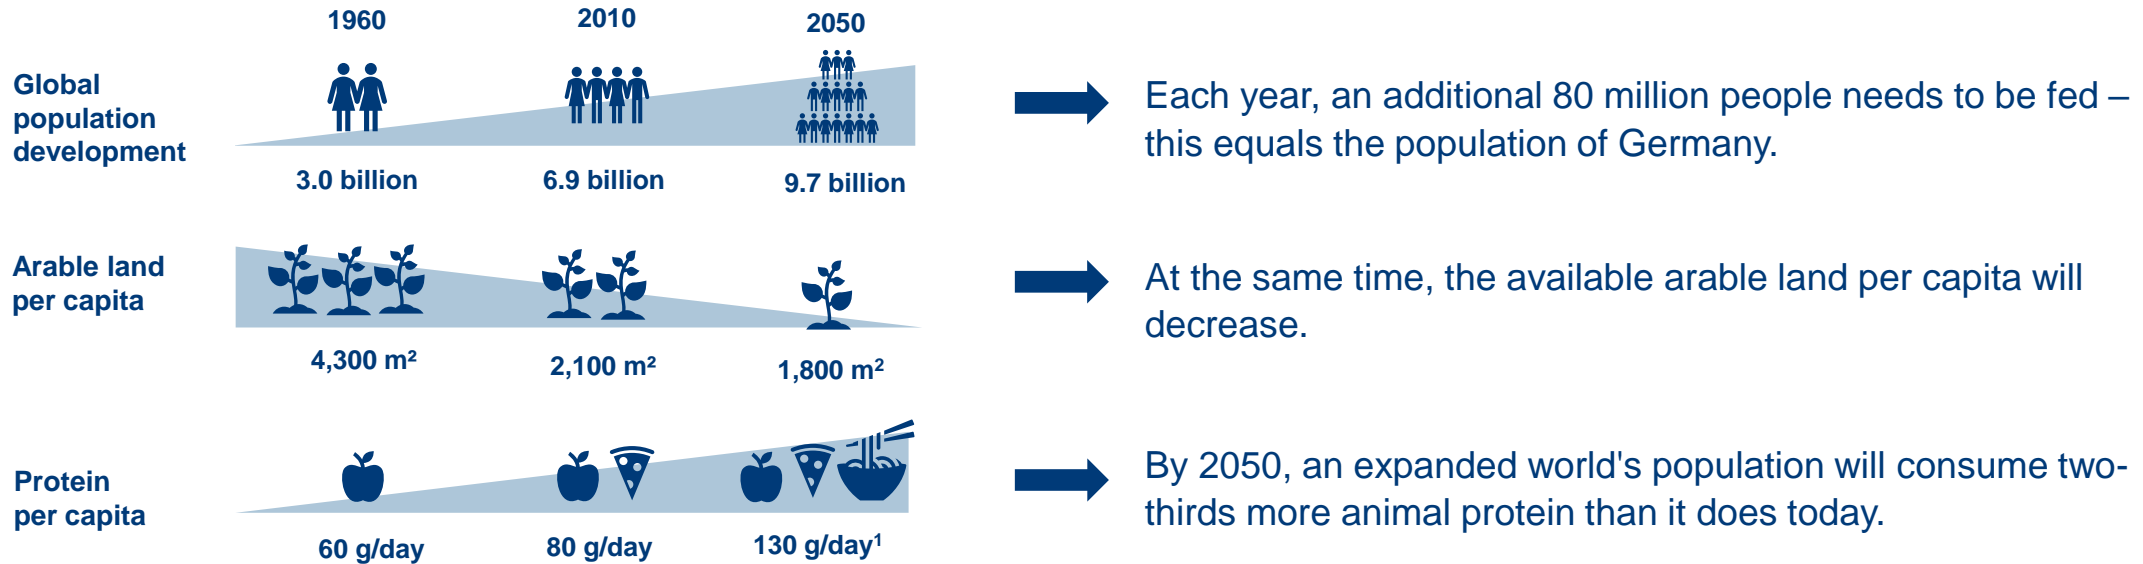 1960
2010
2050
Global
population
development
3.0 billion
6.9 billion
9.7 billion
Each year, an additional 80 million people needs to be fed –
this equals the population of Germany.
Arable land
per capita
4,300 m²
2,100 m²
1,800 m²
At the same time, the available arable land per capita will
decrease.
Protein
per capita
60 g/day
80 g/day
130 g/day¹
By 2050, an expanded world's population will consume two-
thirds more animal protein than it does today.